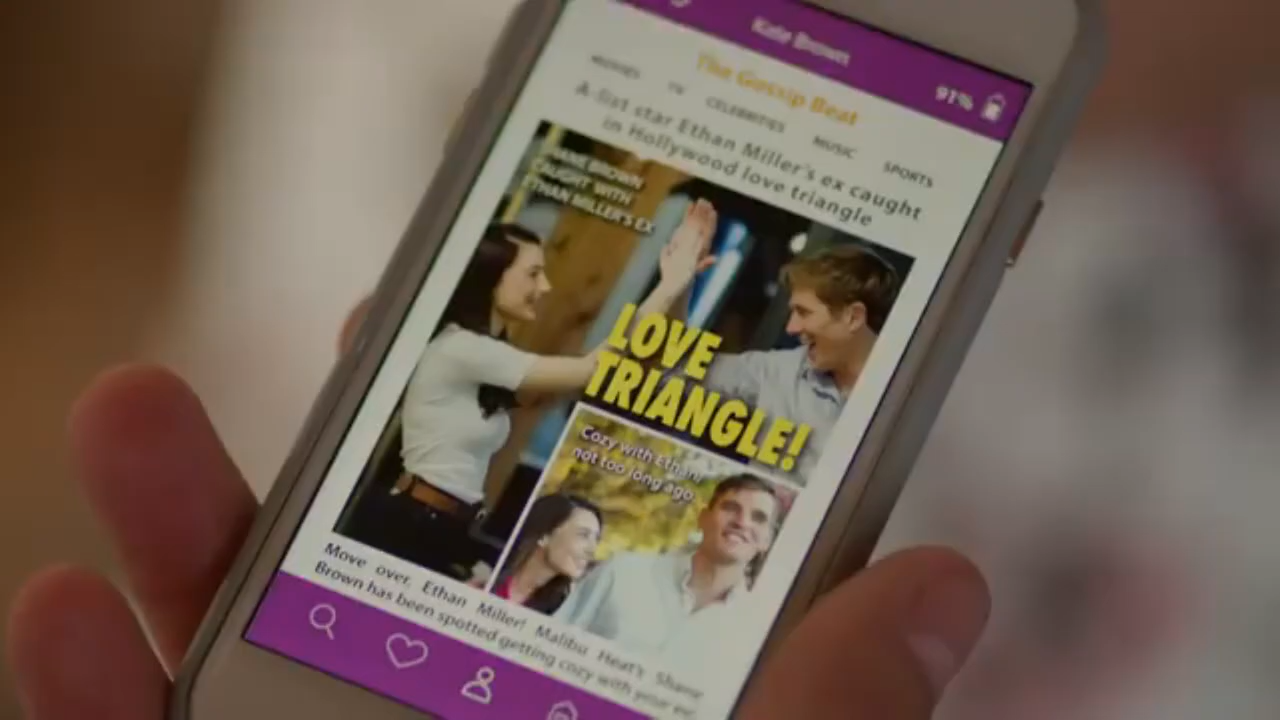 Kate Brown
91%
The Gossip Beat
MOVIES TV CELEBRITIES MUSIC SPORTS
A-list star Ethan Miller's ex caught
in Hollywood love triangle
SHANE BROWN
CAUGHT WITH
ETHAN MILLER'S EX
LOVE
TRIANGLE!
Cozy with Ethan
not too long ago
Move over, Ethan Miller! Malibu Heat's Shane
Brown has been spotted getting cozy with your ex